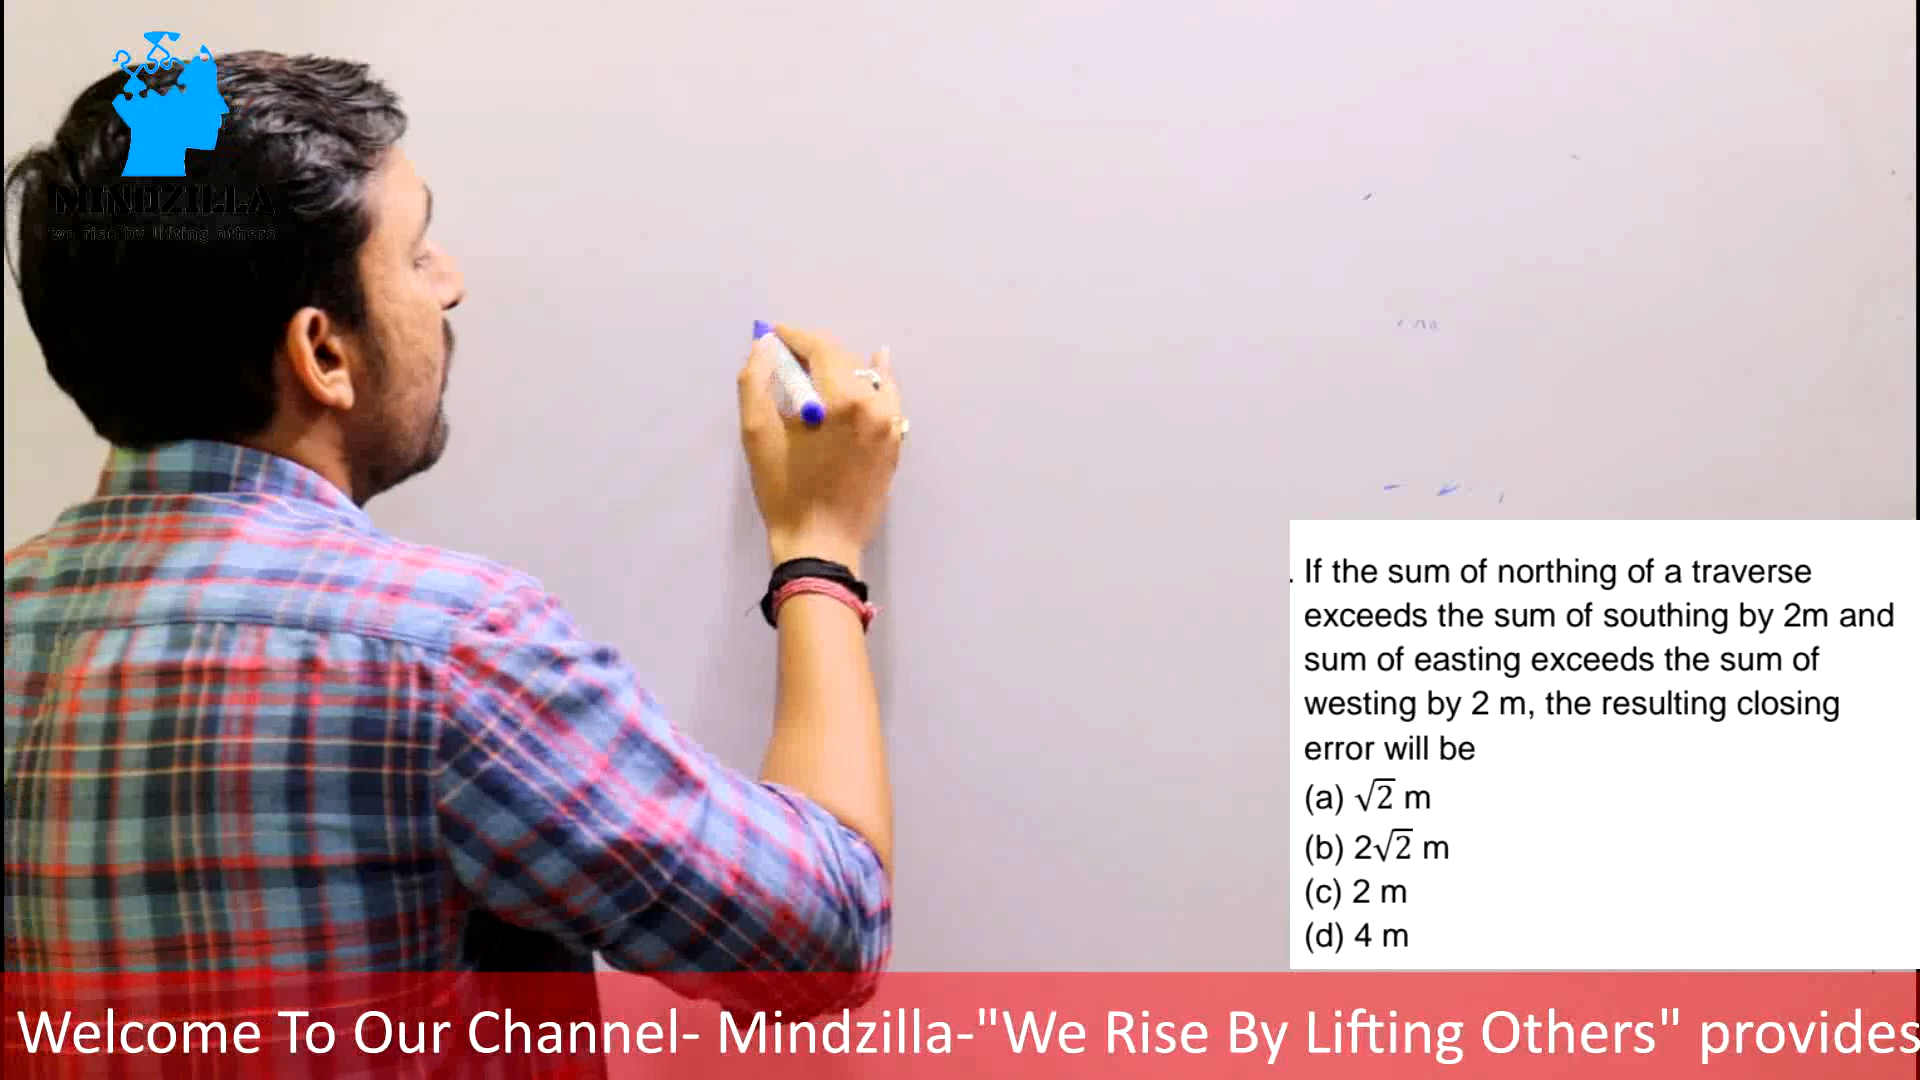 MINDZILLA
we rise by lifting others
. If the sum of northing of a traverse
exceeds the sum of southing by 2m and
sum of easting exceeds the sum of
westing by 2 m, the resulting closing
error will be
(a) √2 m
(b) 2√2 m
(c) 2 m
(d) 4 m
Welcome To Our Channel- Mindzilla-"We Rise By Lifting Others" provides